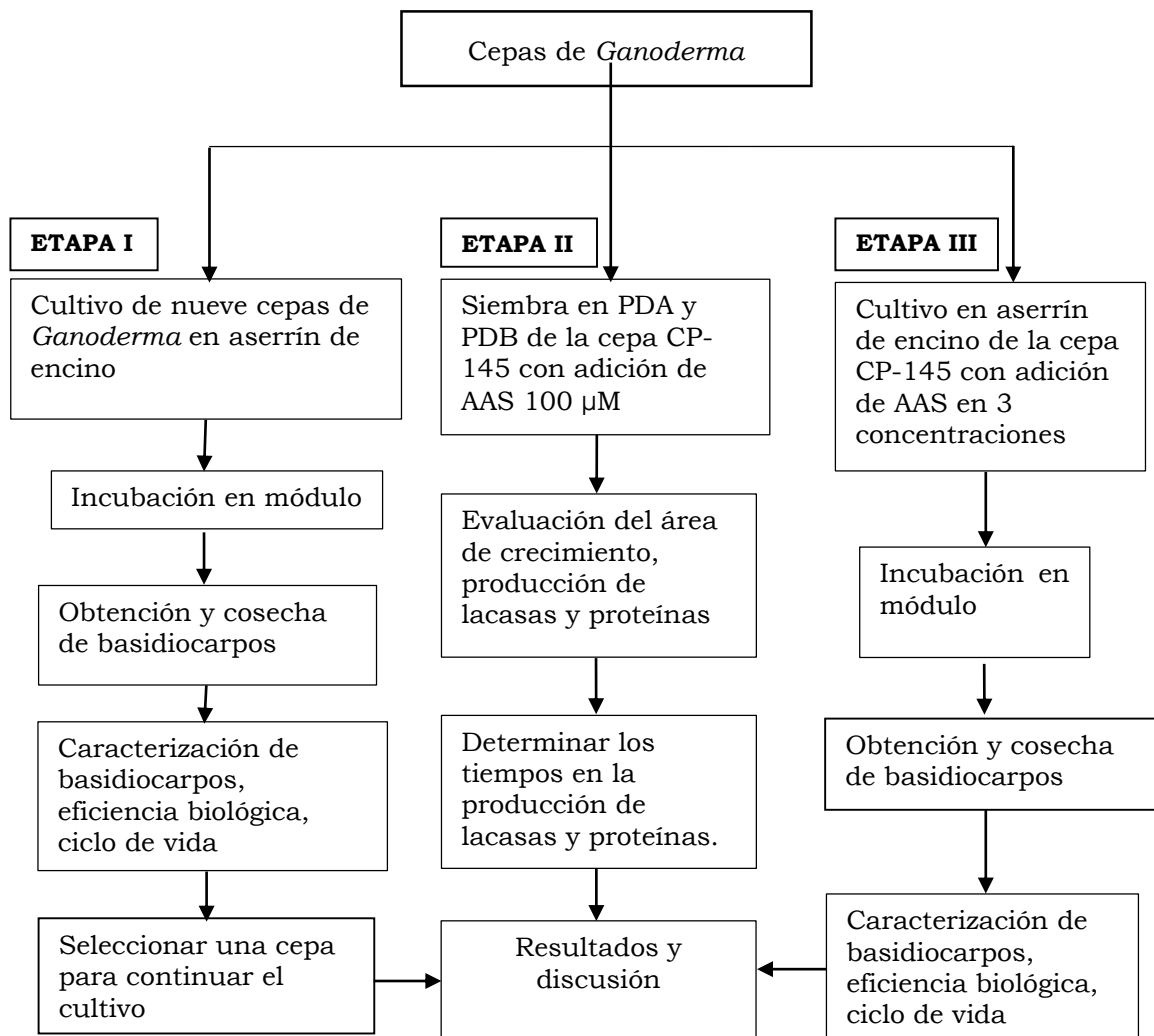 Cepas de Ganoderma
ETAPA I
Cultivo de nueve cepas de
Ganoderma en aserrín de
encino
Incubación en módulo
Obtención y cosecha
de basidiocarpos
Caracterización de
basidiocarpos,
eficiencia biológica,
ciclo de vida
Seleccionar una cepa
para continuar el
cultivo
ETAPA II
Siembra en PDA y
PDB de la cepa CP-
145 con adición de
AAS 100 µM
Evaluación del área
de crecimiento,
producción de
lacasas y proteínas
Determinar los
tiempos en la
producción de
lacasas y proteínas.
Resultados y
discusión
ETAPA III
Cultivo en aserrín
de encino de la cepa
CP-145 con adición
de AAS en 3
concentraciones
Incubación en
módulo
Obtención y cosecha
de basidiocarpos
Caracterización de
basidiocarpos,
eficiencia biológica,
ciclo de vida